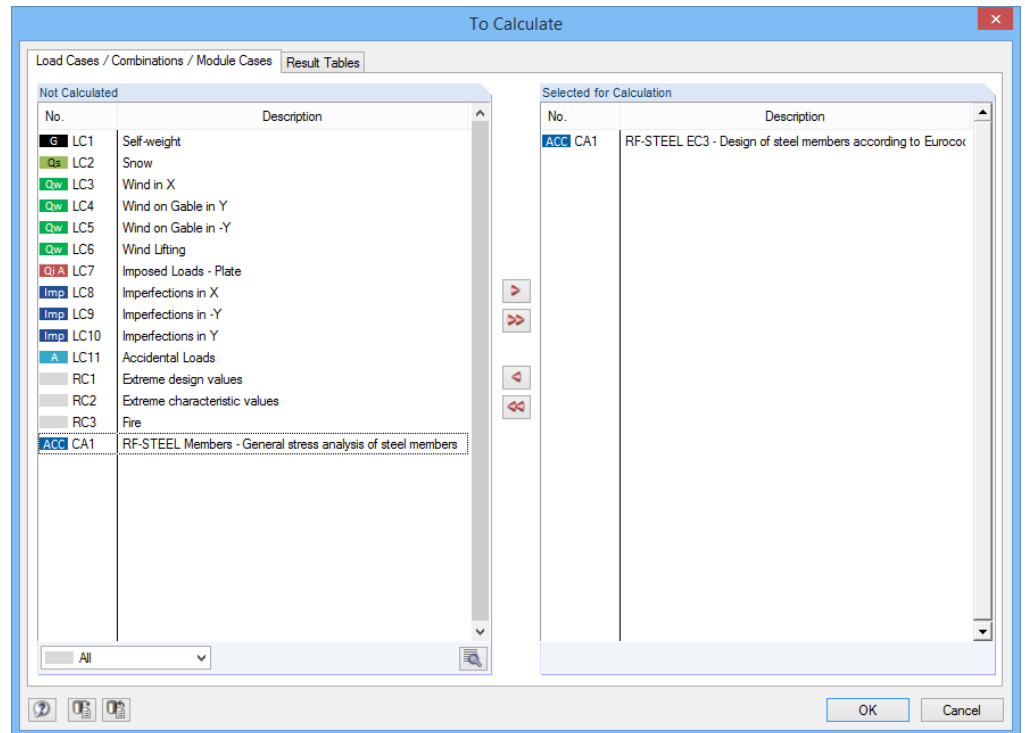 To Calculate
Load Cases / Combinations / Module Cases Result Tables
Not Calculated
No. Description
G LC1 Self-weight
Qs LC2 Snow
Qw LC3 Wind in X
Qw LC4 Wind on Gable in Y
Qw LC5 Wind on Gable in -Y
Qw LC6 Wind Lifting
Qi A LC7 Imposed Loads - Plate
Imp LC8 Imperfections in X
Imp LC9 Imperfections in -Y
Imp LC10 Imperfections in Y
A LC11 Accidental Loads
RC1 Extreme design values
RC2 Extreme characteristic values
RC3 Fire
ACC CA1 RF-STEEL Members - General stress analysis of steel members
All
Selected for Calculation
No. Description
ACC CA1 RF-STEEL EC3 - Design of steel members according to Euroco
OK Cancel